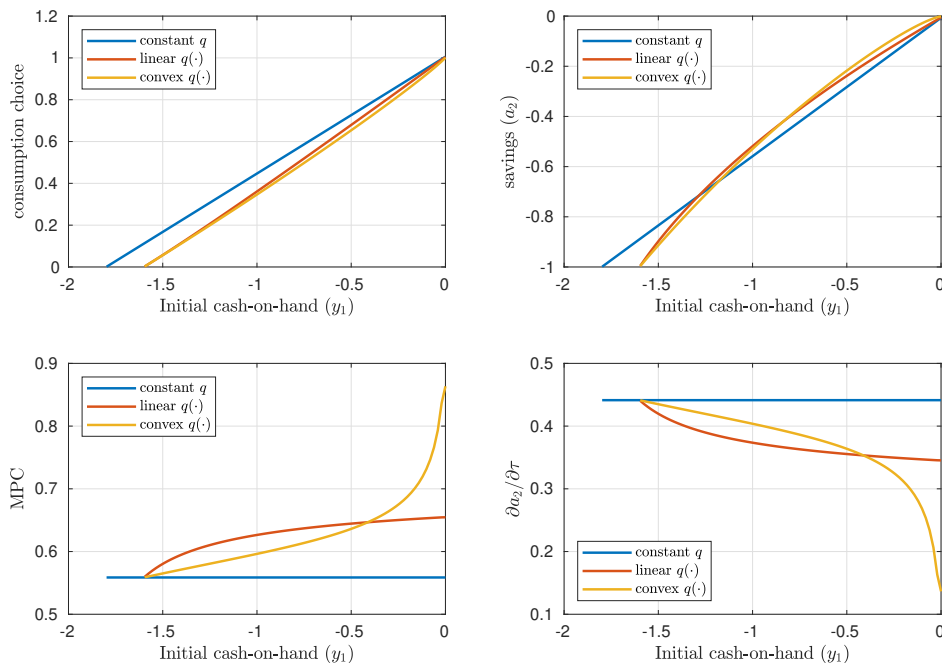 1.2
1
0.8
0.6
0.4
0.2
0
-2
-1.5
-1
-0.5
0
consumption choice
Initial cash-on-hand (y₁)
constant q
linear q(·)
convex q(·)
0
-0.2
-0.4
-0.6
-0.8
-1
-2
-1.5
-1
-0.5
0
savings (a₂)
Initial cash-on-hand (y₁)
constant q
linear q(·)
convex q(·)
0.9
0.8
0.7
0.6
0.5
-2
-1.5
-1
-0.5
0
MPC
Initial cash-on-hand (y₁)
constant q
linear q(·)
convex q(·)
0.5
0.4
0.3
0.2
0.1
-2
-1.5
-1
-0.5
0
∂a₂/∂τ
Initial cash-on-hand (y₁)
constant q
linear q(·)
convex q(·)